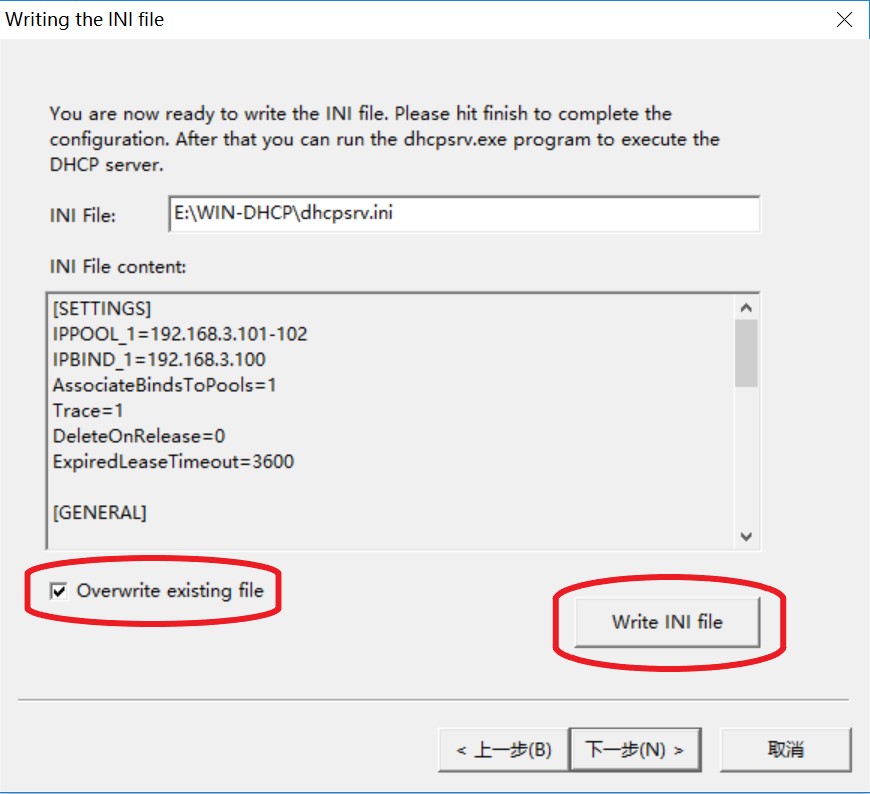 Writing the INI file
You are now ready to write the INI file. Please hit finish to complete the
configuration. After that you can run the dhcpsrv.exe program to execute the
DHCP server.
INI File:
E:\WIN-DHCP\dhcpsrv.ini
INI File content:
[SETTINGS]
IPPOOL_1=192.168.3.101-102
IPBIND_1=192.168.3.100
AssociateBindsToPools=1
Trace=1
DeleteOnRelease=0
ExpiredLeaseTimeout=3600
[GENERAL]
Overwrite existing file
Write INI file
< 上一步(B)
下一步(N) >
取消